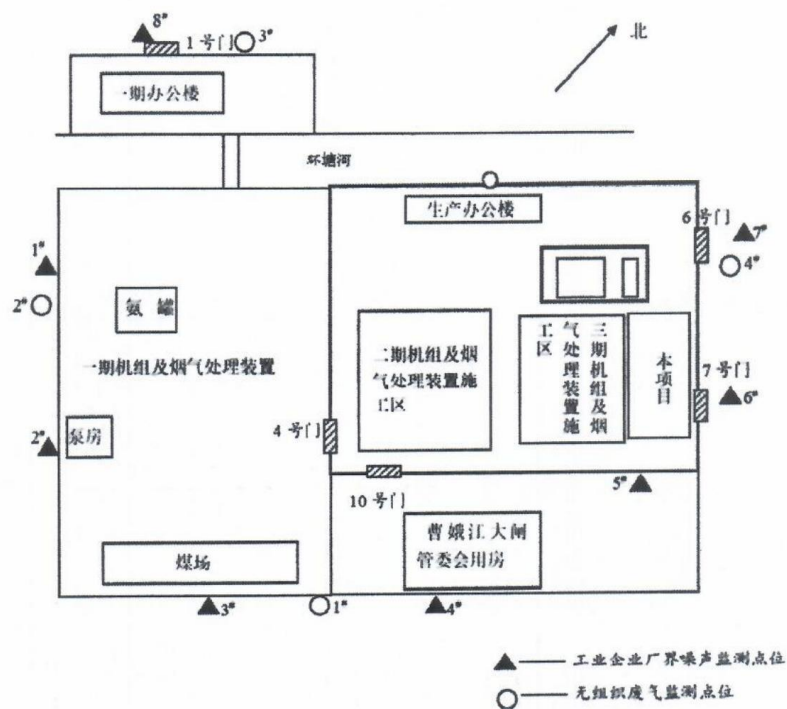 8#
1号门
3#
北
一期办公楼
环塘河
生产办公楼
6号门
7#
4#
1#
2#
氨罐
一期机组及烟气处理装置
二期机组及烟
气处理装置施
工区
三期机组及烟
气处理装置施
工区
本项目
7号门
6#
泵房
2#
4号门
10号门
5#
曹娥江大闸
管委会用房
煤场
3#
1#
4#
工业企业厂界噪声监测点位
无组织废气监测点位